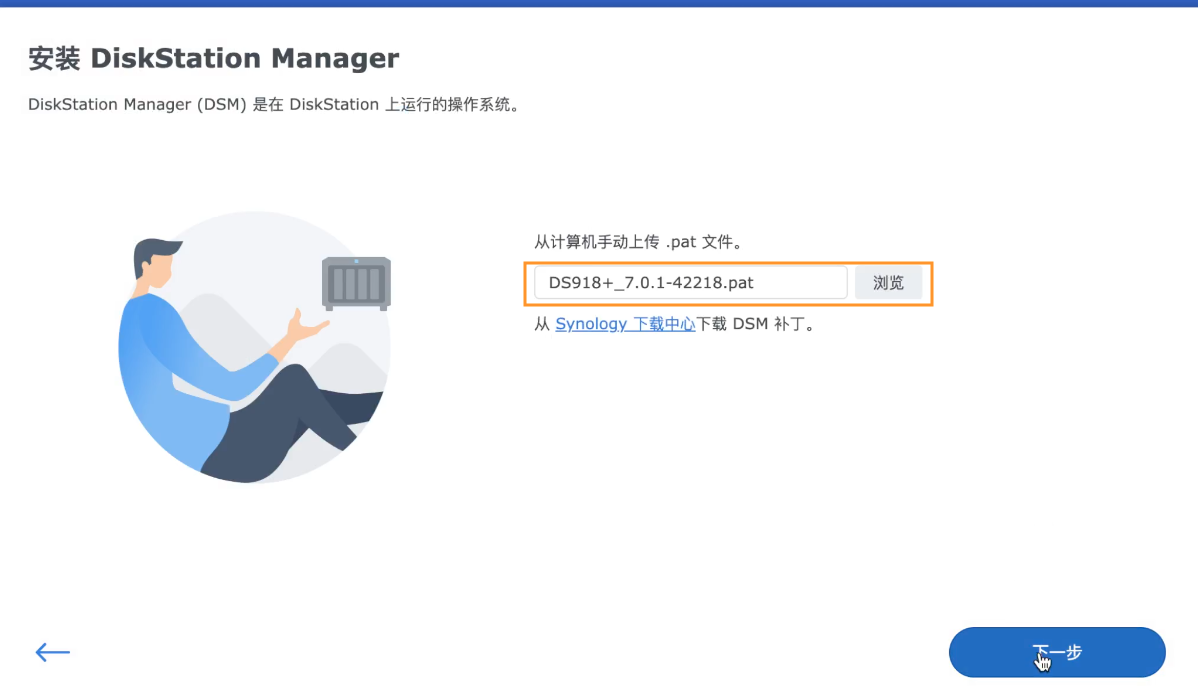 安装 DiskStation Manager
DiskStation Manager (DSM) 是在 DiskStation 上运行的操作系统。
从计算机手动上传 .pat 文件。
DS918+_7.0.1-42218.pat 浏览
从 Synology 下载中心下载 DSM 补丁。
下一步